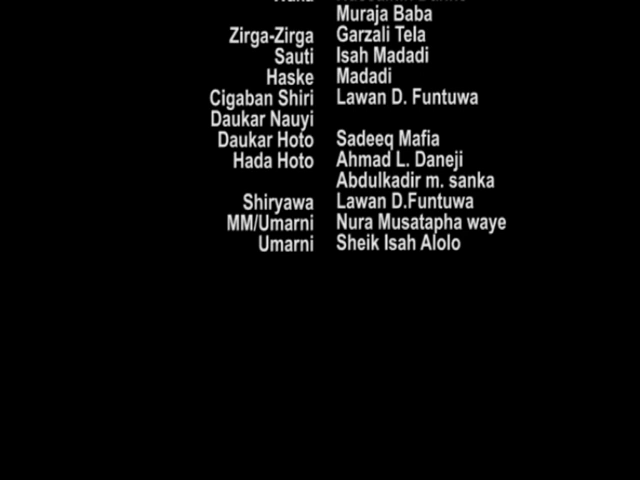 Muraja Baba
Zirga-Zirga Garzali Tela
Sauti Isah Madadi
Haske Madadi
Cigaban Shiri Lawan D. Funtuwa
Daukar Nauyi
Daukar Hoto Sadeeq Mafia
Hada Hoto Ahmad L. Daneji
Abdulkadir m. sanka
Shiryawa Lawan D.Funtuwa
MM/Umarni Nura Musatapha waye
Umarni Sheik Isah Alolo